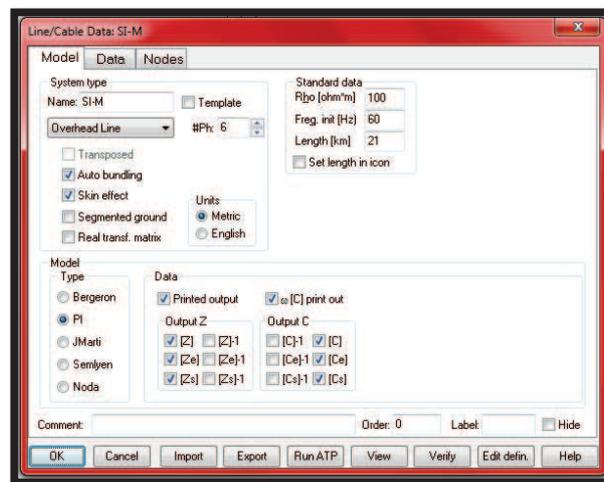 Line/Cable Data: SI-M
Model Data Nodes
System type
Name: SI-M Template
Overhead Line #Ph: 6
Transposed
Auto bundling
Skin effect
Segmented ground
Real transf. matrix
Units
Metric
English
Standard data
Rho [ohm*m] 100
Freq. init [Hz] 60
Length [km] 21
Set length in icon
Model
Type
Bergeron
PI
JMarti
Semlyen
Noda
Data
Printed output ω [C] print out
Output Z
[Z] [Z]-1
[Ze] [Ze]-1
[Zs] [Zs]-1
Output C
[C]-1 [C]
[Ce]-1 [Ce]
[Cs]-1 [Cs]
Comment: Order: 0 Label: Hide
OK Cancel Import Export Run ATP View Verify Edit defin. Help